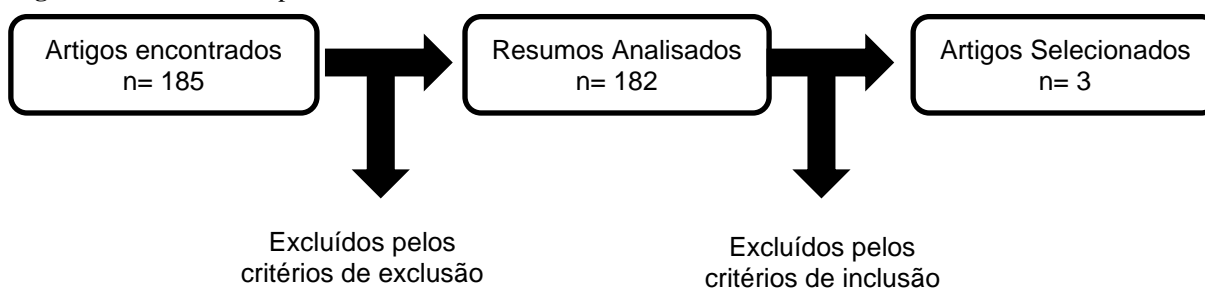 Artigos encontrados
n= 185
Resumos Analisados
n= 182
Artigos Selecionados
n= 3
Excluídos pelos
critérios de exclusão
Excluídos pelos
critérios de inclusão